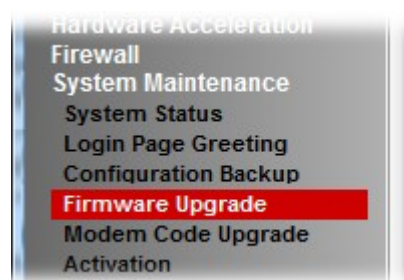 Hardware Acceleration
Firewall
System Maintenance
System Status
Login Page Greeting
Configuration Backup
Firmware Upgrade
Modem Code Upgrade
Activation